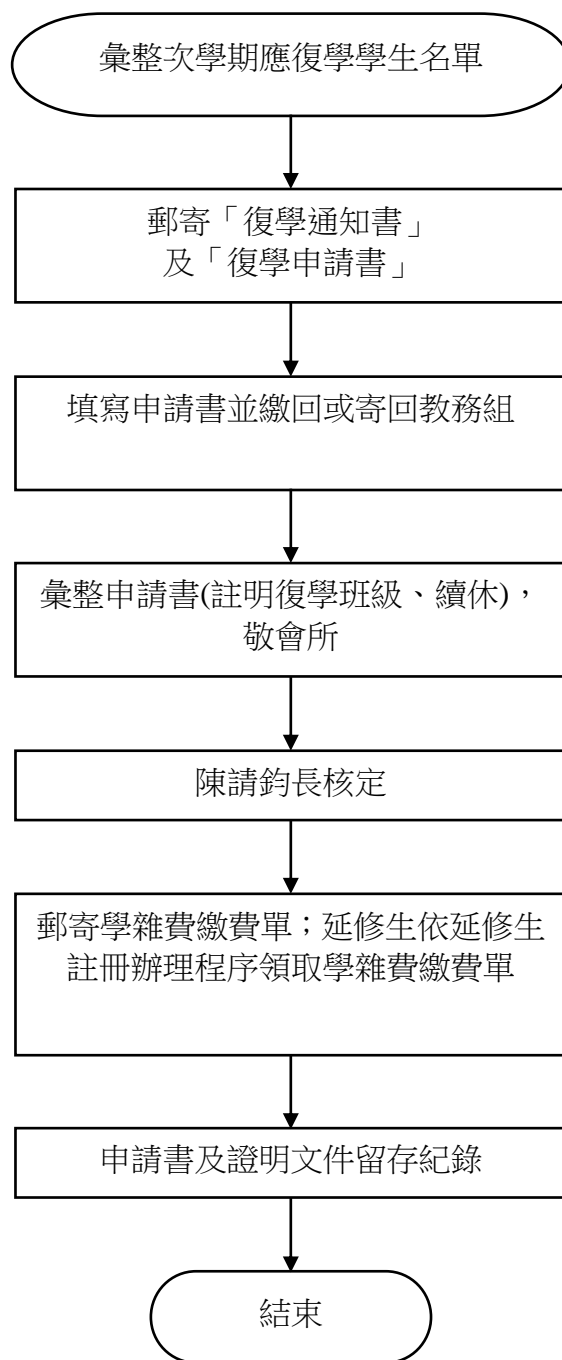 彙整次學期應復學學生名單
郵寄「復學通知書」
及「復學申請書」
填寫申請書並繳回或寄回教務組
彙整申請書(註明復學班級、續休)，
敬會所
陳請鈞長核定
郵寄學雜費繳費單；延修生依延修生
註冊辦理程序領取學雜費繳費單
申請書及證明文件留存紀錄
結束